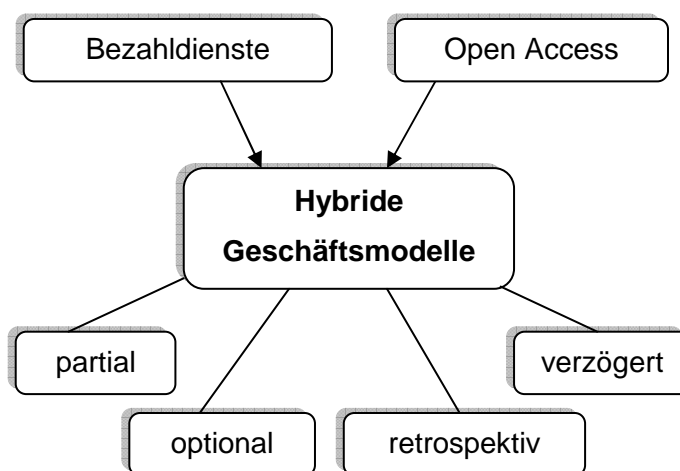 Bezahldienste
Open Access
Hybride
Geschäftsmodelle
partial
verzögert
optional
retrospektiv